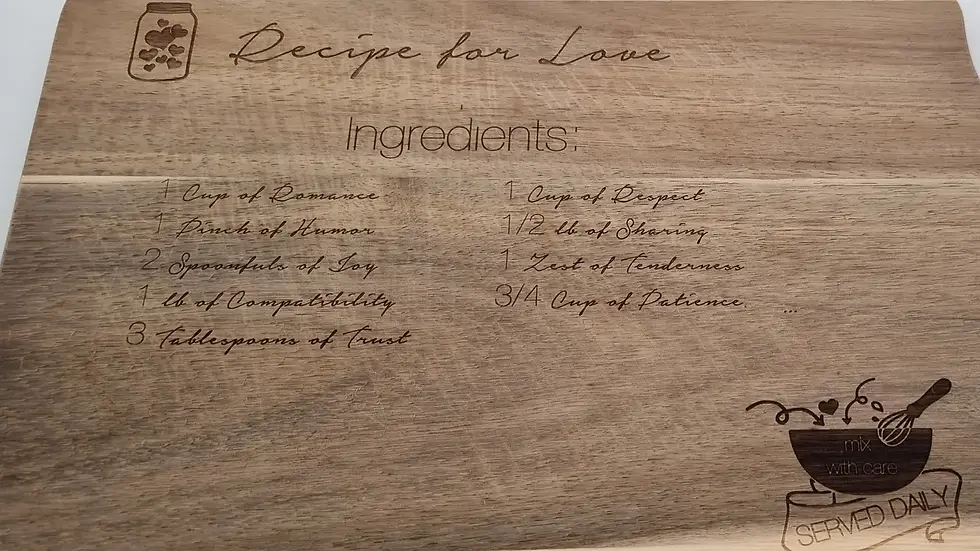 Recipe for Love
Ingredients:
1 Cup of Romance
1 Pinch of Humor
2 Spoonfuls of Joy
1 lb of Compatibility
3 Tablespoons of Trust
1 Cup of Respect
1/2 lb of Sharing
1 Zest of Tenderness
3/4 Cup of Patience. ...
mix
with care
SERVED DAILY